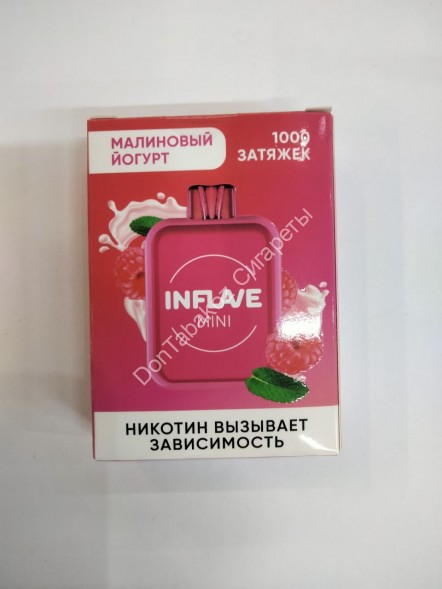 МАЛИНОВЫЙ
ЙОГУРТ
1000
ЗАТЯЖЕК
INFLAVE
MINI
DonTabak - Сигареты
НИКОТИН ВЫЗЫВАЕТ
ЗАВИСИМОСТЬ